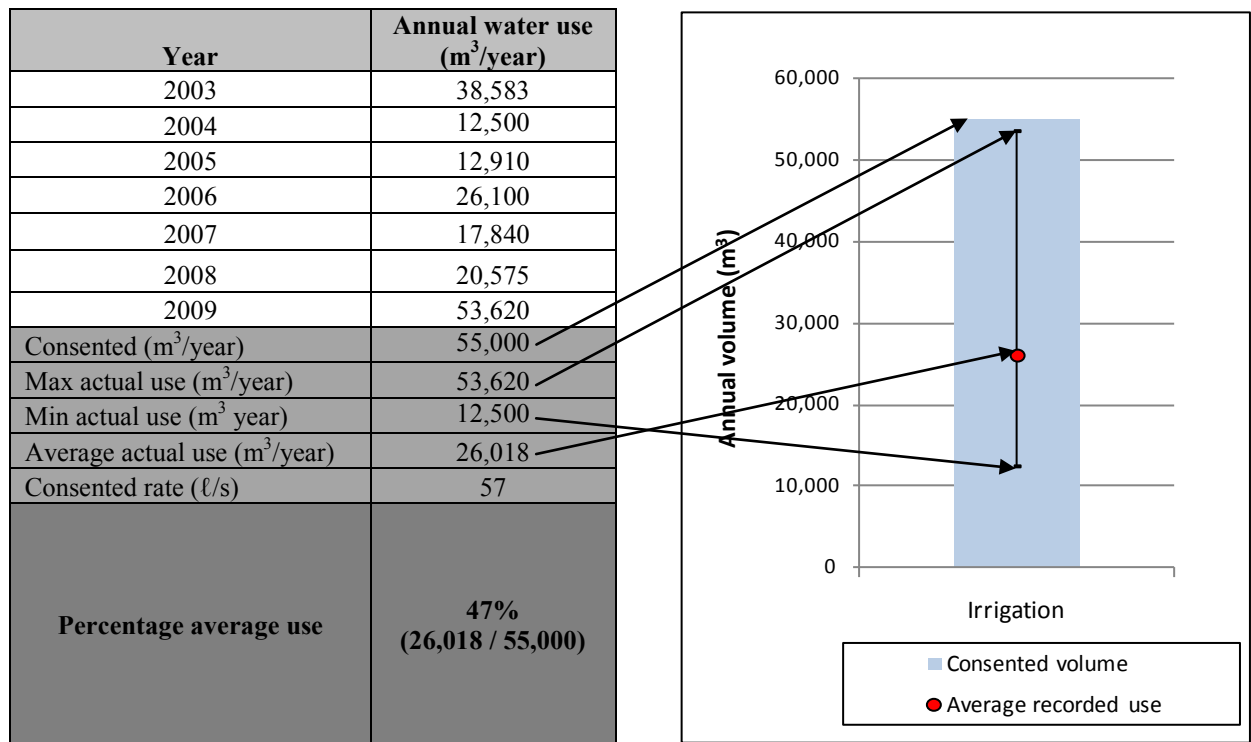 Year Annual water use (m³/year)
2003 38,583
2004 12,500
2005 12,910
2006 26,100
2007 17,840
2008 20,575
2009 53,620
Consented (m³/year) 55,000
Max actual use (m³/year) 53,620
Min actual use (m³ year) 12,500
Average actual use (m³/year) 26,018
Consented rate (ℓ/s) 57
Percentage average use 47%
(26,018 / 55,000)
Annual volume (m³)
60,000
50,000
40,000
30,000
20,000
10,000
0
Irrigation
Consented volume
Average recorded use